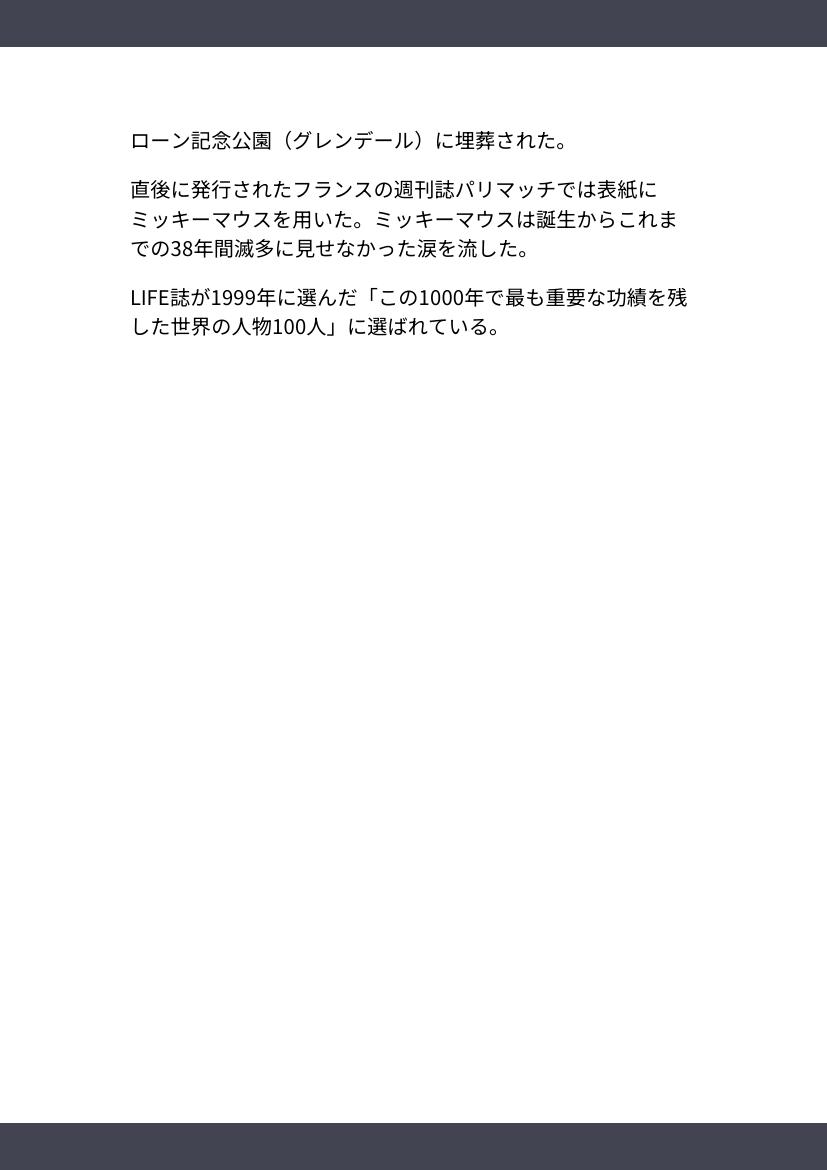 ローン記念公園（グレンデール）に埋葬された。
直後に発行されたフランスの週刊誌パリマッチでは表紙に
ミッキーマウスを用いた。ミッキーマウスは誕生からこれま
での38年間滅多に見せなかった涙を流した。
LIFE誌が1999年に選んだ「この1000年で最も重要な功績を残
した世界の人物100人」に選ばれている。